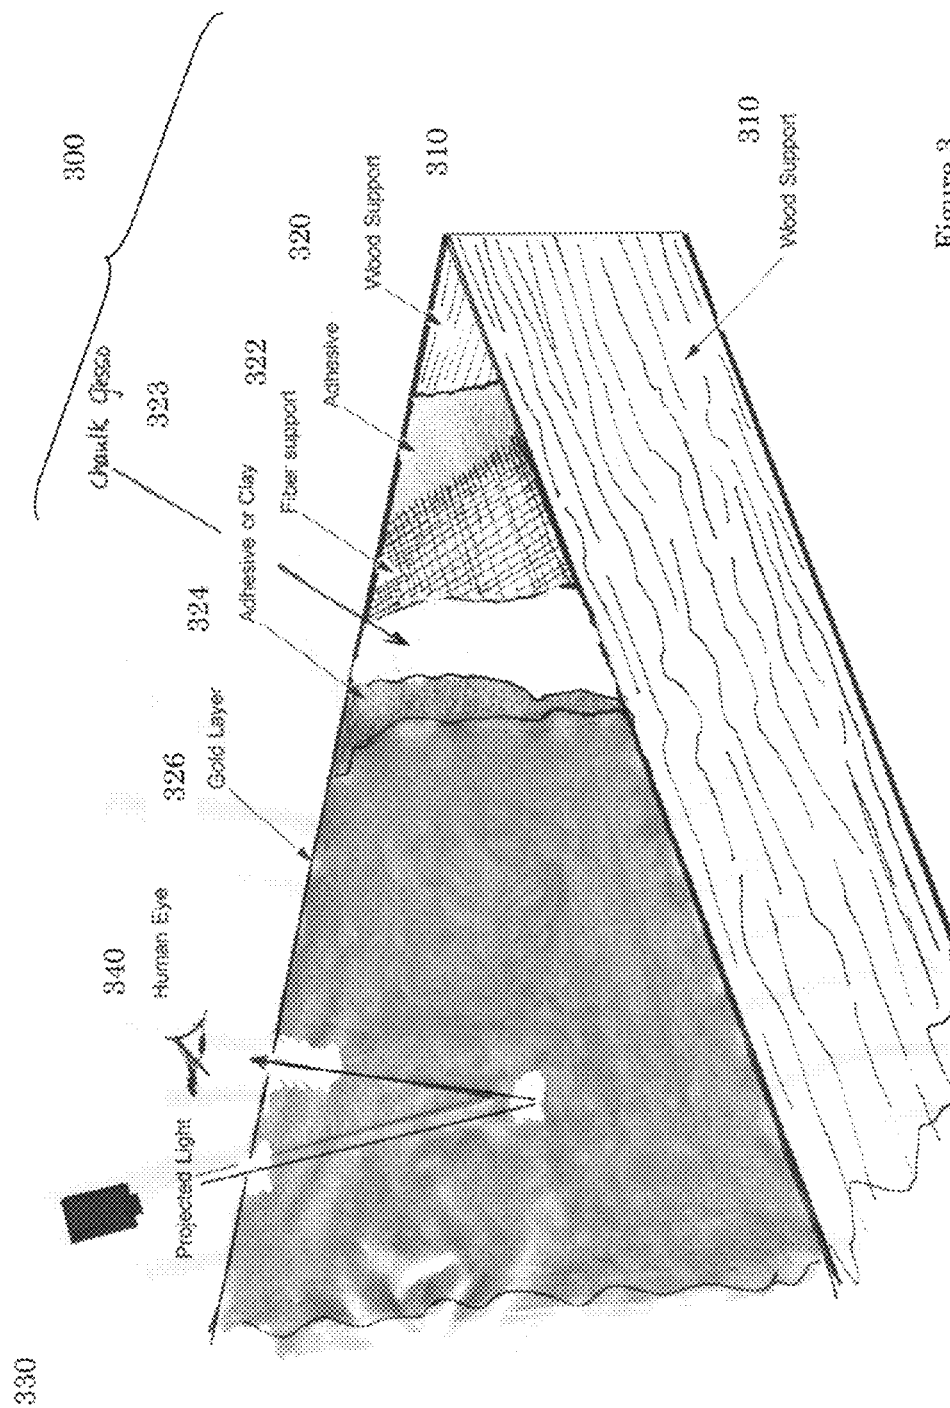 300
chaulk Gesso
323
320
Wood Support
310
310
Wood Support
322
Fiber support
Adhesive
324
Adhesive or Clay
326
Gold Layer
340
Human Eye
330
Projected Light
Figure 3